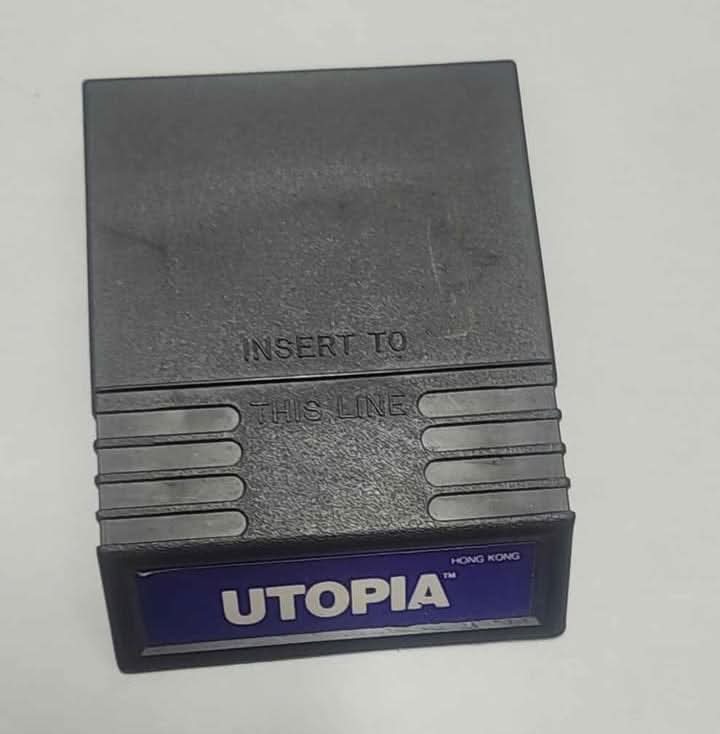 INSERT TO
THIS LINE
HONG KONG
UTOPIA™